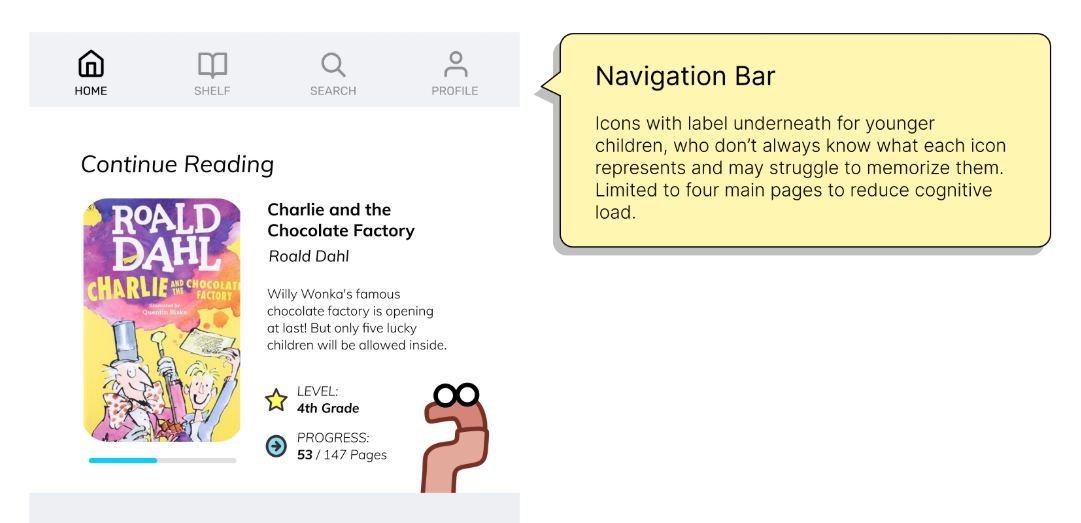 HOME SHELF SEARCH PROFILE
Continue Reading
ROALD
DAHL
CHARLIE AND THE CHOCOLATE FACTORY
Illustrated by
Quentin Blake
Charlie and the
Chocolate Factory
Roald Dahl
Willy Wonka's famous
chocolate factory is opening
at last! But only five lucky
children will be allowed inside.
LEVEL:
4th Grade
PROGRESS:
53 / 147 Pages
Navigation Bar
Icons with label underneath for younger
children, who don’t always know what each icon
represents and may struggle to memorize them.
Limited to four main pages to reduce cognitive
load.